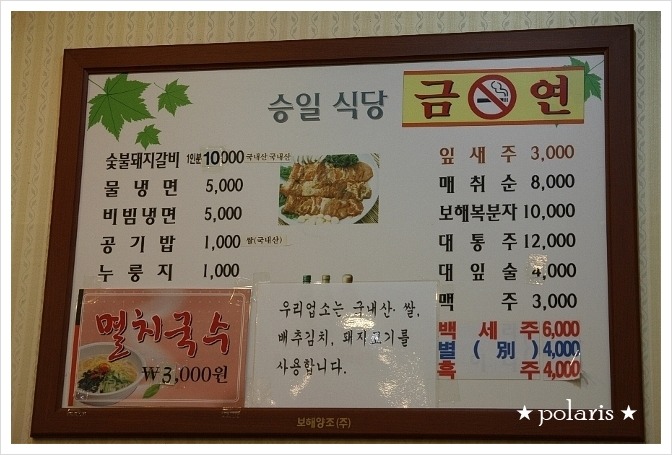 승일 식당
금 연
숯불돼지갈비 1인분 10000 국내산 국내산
물냉면 5,000
비빔냉면 5,000
공기밥 1,000 쌀(국내산)
누룽지 1,000
잎새주 3,000
매취순 8,000
보해복분자 10,000
대통주 12,000
대잎술 4,000
맥주 3,000
백세주 6,000
별(別) 4,000
흑주 4,000
멸치국수
₩3,000원
우리업소는 국내산 쌀,
배추김치, 돼지고기를
사용합니다.
보해양조(주)
★ polaris ★